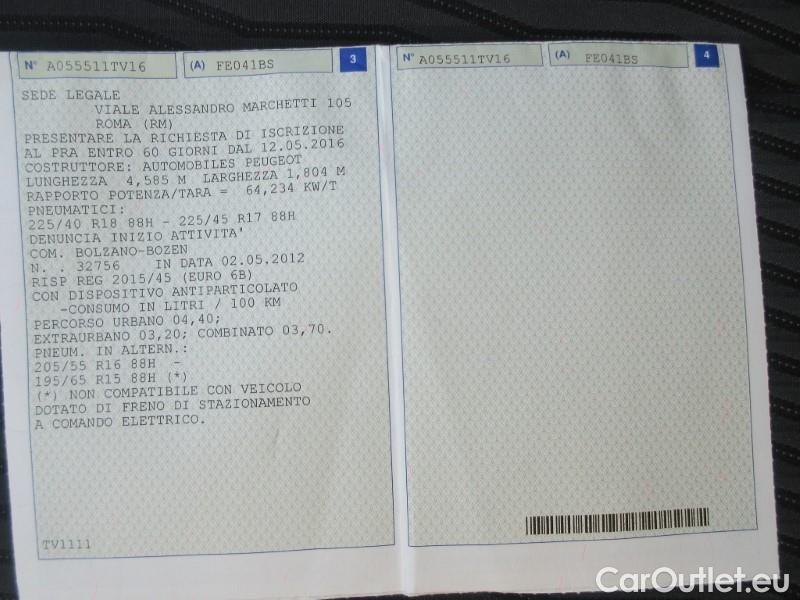 N° A055511TV16 (A) FE041BS 3
SEDE LEGALE
VIALE ALESSANDRO MARCHETTI 105
ROMA (RM)
PRESENTARE LA RICHIESTA DI ISCRIZIONE
AL PRA ENTRO 60 GIORNI DAL 12.05.2016
COSTRUTTORE: AUTOMOBILES PEUGEOT
LUNGHEZZA 4,585 M LARGHEZZA 1,804 M
RAPPORTO POTENZA/TARA = 64,234 KW/T
PNEUMATICI:
225/40 R18 88H - 225/45 R17 88H
DENUNCIA INIZIO ATTIVITA'
COM. BOLZANO-BOZEN
N. . 32756 IN DATA 02.05.2012
RISP REG 2015/45 (EURO 6B)
CON DISPOSITIVO ANTIPARTICOLATO
-CONSUMO IN LITRI / 100 KM
PERCORSO URBANO 04,40;
EXTRAURBANO 03,20; COMBINATO 03,70.
PNEUM. IN ALTERN.:
205/55 R16 88H -
195/65 R15 88H (*)
(*) NON COMPATIBILE CON VEICOLO
DOTATO DI FRENO DI STAZIONAMENTO
A COMANDO ELETTRICO.
TV1111
N° A055511TV16 (A) FE041BS 4
CarOutlet.eu